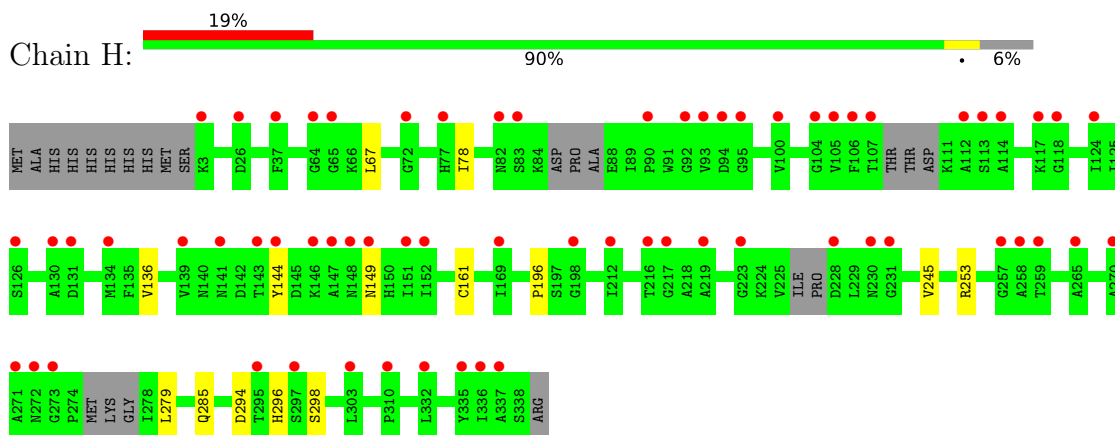 19%
Chain H:
90% • 6%
MET ALA HIS HIS HIS HIS HIS HIS MET SER K3 D26 F37 G64 G65 K66 L67 G72 H77 I78 N82 S83 K84 ASP PRO ALA E88 I89 P90 W91 G92 V93 D94 G95 V100 G104 V105 F106 T107 THR THR ASP K111 A112 S113 A114 K117 G118 I124 I125
S126 A130 D131 M134 F135 V136 V139 N140 N141 D142 T143 Y144 D145 K146 A147 N148 N149 H150 I151 I152 C161 I169 P196 S197 G198 I212 T216 G217 A218 A219 G223 K224 V225 ILE PRO D228 L229 N230 G231 V245 R253 G257 A258 T259 A265 A270
A271 N272 G273 P274 MET LYS GLY I278 L279 Q285 D294 T295 H296 S297 S298 L303 P310 L332 Y335 I336 A337 S338 ARG